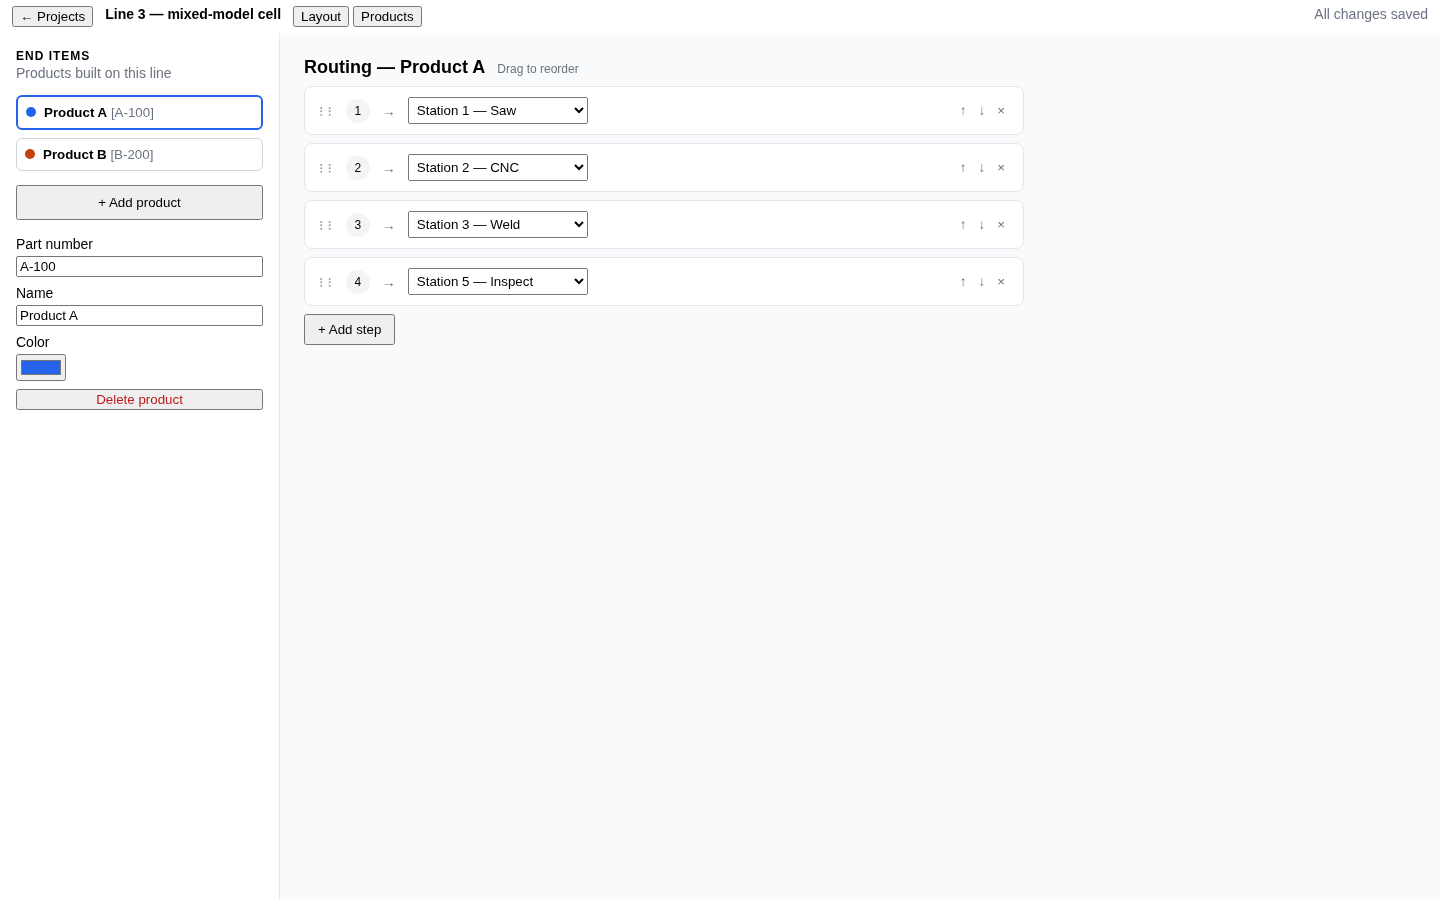 ← Projects Line 3 — mixed-model cell Layout Products All changes saved
END ITEMS
Products built on this line
Product A [A-100]
Product B [B-200]
+ Add product
Part number
A-100
Name
Product A
Color
Delete product
Routing — Product A Drag to reorder
1 → Station 1 — Saw ↑ ↓ ×
2 → Station 2 — CNC ↑ ↓ ×
3 → Station 3 — Weld ↑ ↓ ×
4 → Station 5 — Inspect ↑ ↓ ×
+ Add step